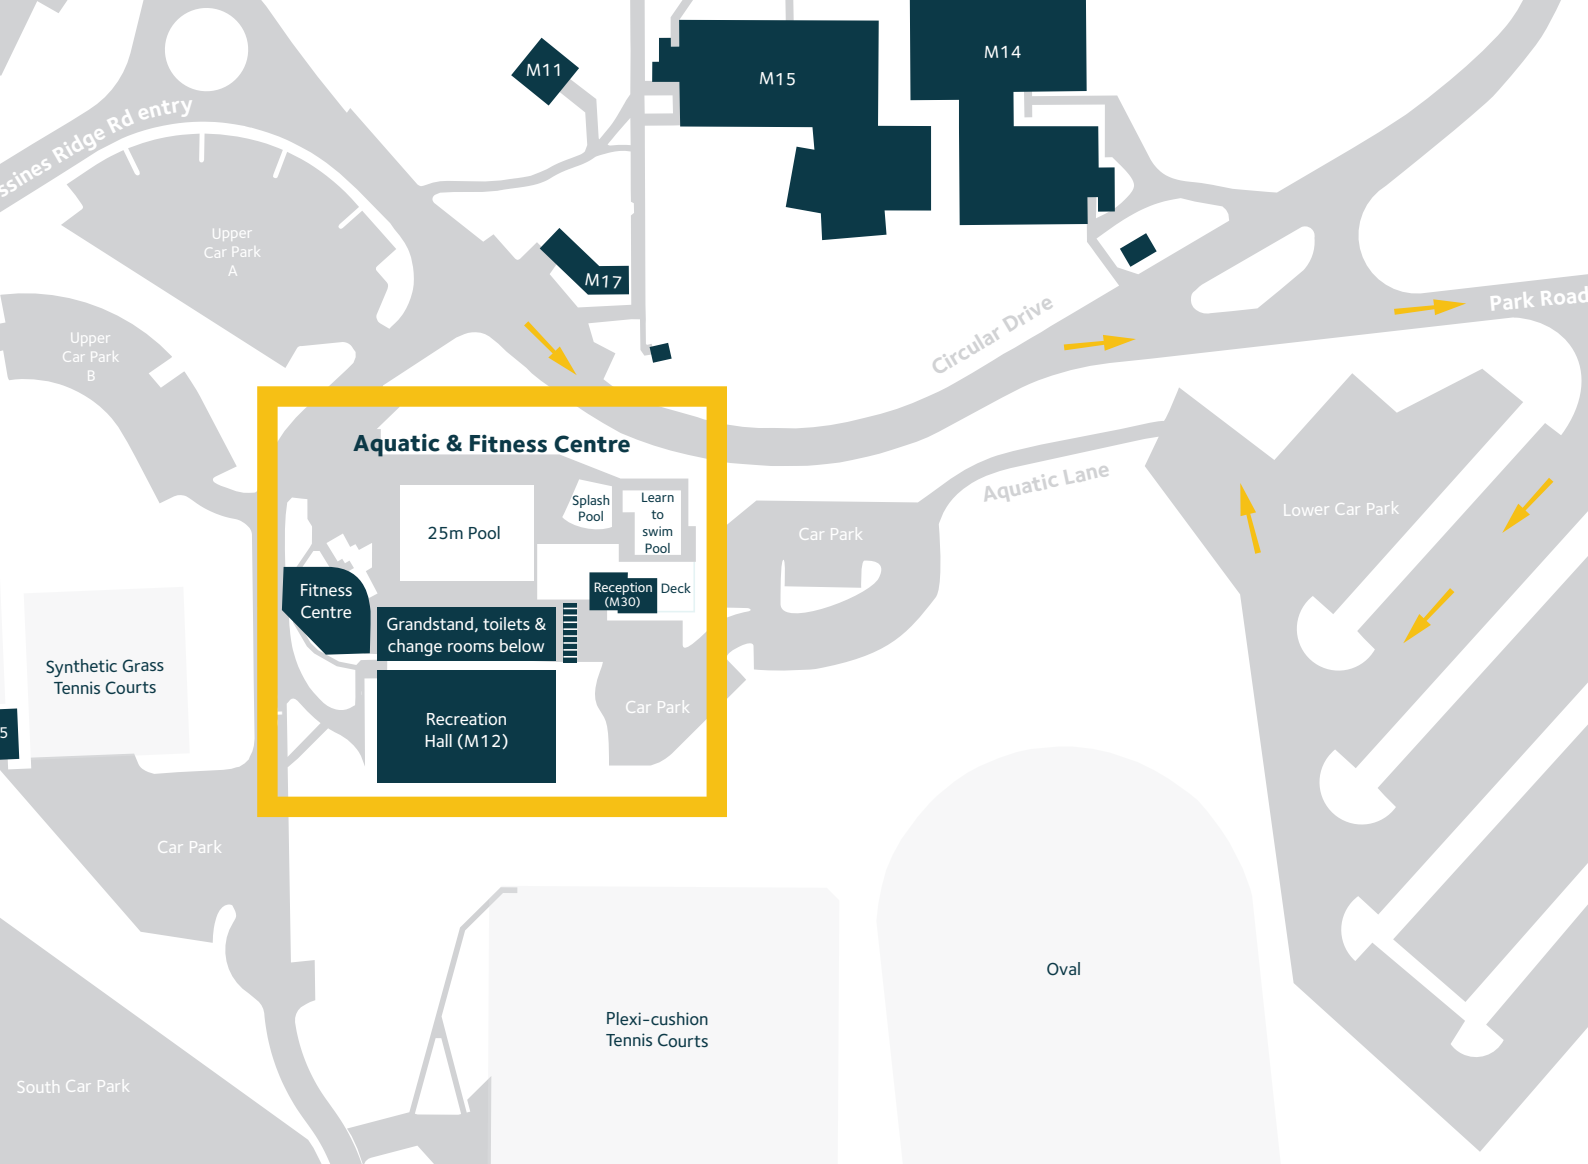 M14
M11
M15
ssines Ridge Rd entry
Upper
Car Park
A
M17
Park Road
Circular Drive
Upper
Car Park
B
Aquatic & Fitness Centre
Aquatic Lane
Splash
Pool
Learn
to
swim
Pool
25m Pool
Car Park
Lower Car Park
Fitness
Centre
Reception
(M30)
Deck
Grandstand, toilets &
change rooms below
Synthetic Grass
Tennis Courts
Car Park
Recreation
Hall (M12)
5
Car Park
Oval
Plexi-cushion
Tennis Courts
South Car Park